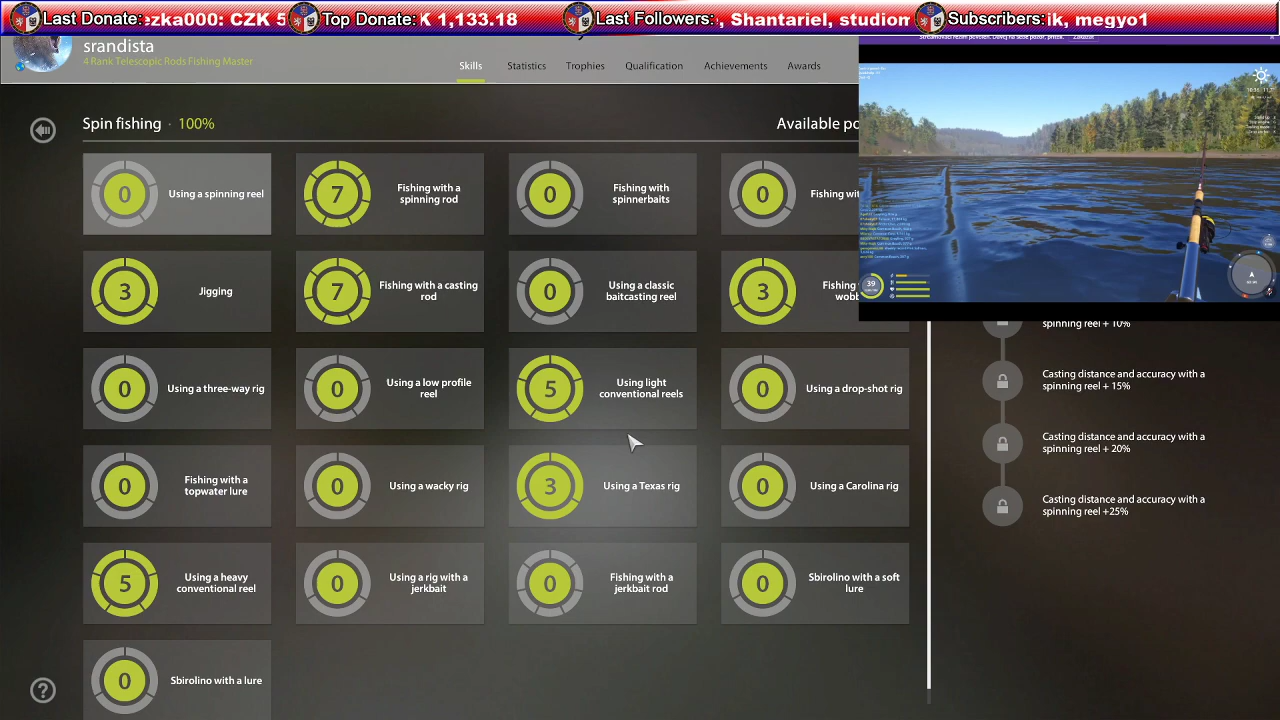 Last Donate:
ezka000: CZK 5
Top Donate:
K 1,133.18
Last Followers:
, Shantariel, studiom
Subscribers:
ik, megyo1
srandista
4 Rank Telescopic Rods Fishing Master
Skills
Statistics
Trophies
Qualification
Achievements
Awards
Spin fishing · 100%
Available po
0
Using a spinning reel
7
Fishing with a
spinning rod
0
Fishing with
spinnerbaits
0
Fishing wi
3
Jigging
7
Fishing with a casting
rod
0
Using a classic
baitcasting reel
3
Fishing
wobb
0
Using a three-way rig
0
Using a low profile
reel
5
Using light
conventional reels
0
Using a drop-shot rig
0
Fishing with a
topwater lure
0
Using a wacky rig
3
Using a Texas rig
0
Using a Carolina rig
5
Using a heavy
conventional reel
0
Using a rig with a
jerkbait
0
Fishing with a
jerkbait rod
0
Sbirolino with a soft
lure
0
Sbirolino with a lure
39
spinning reel + 10%
Casting distance and accuracy with a
spinning reel + 15%
Casting distance and accuracy with a
spinning reel + 20%
Casting distance and accuracy with a
spinning reel +25%
?